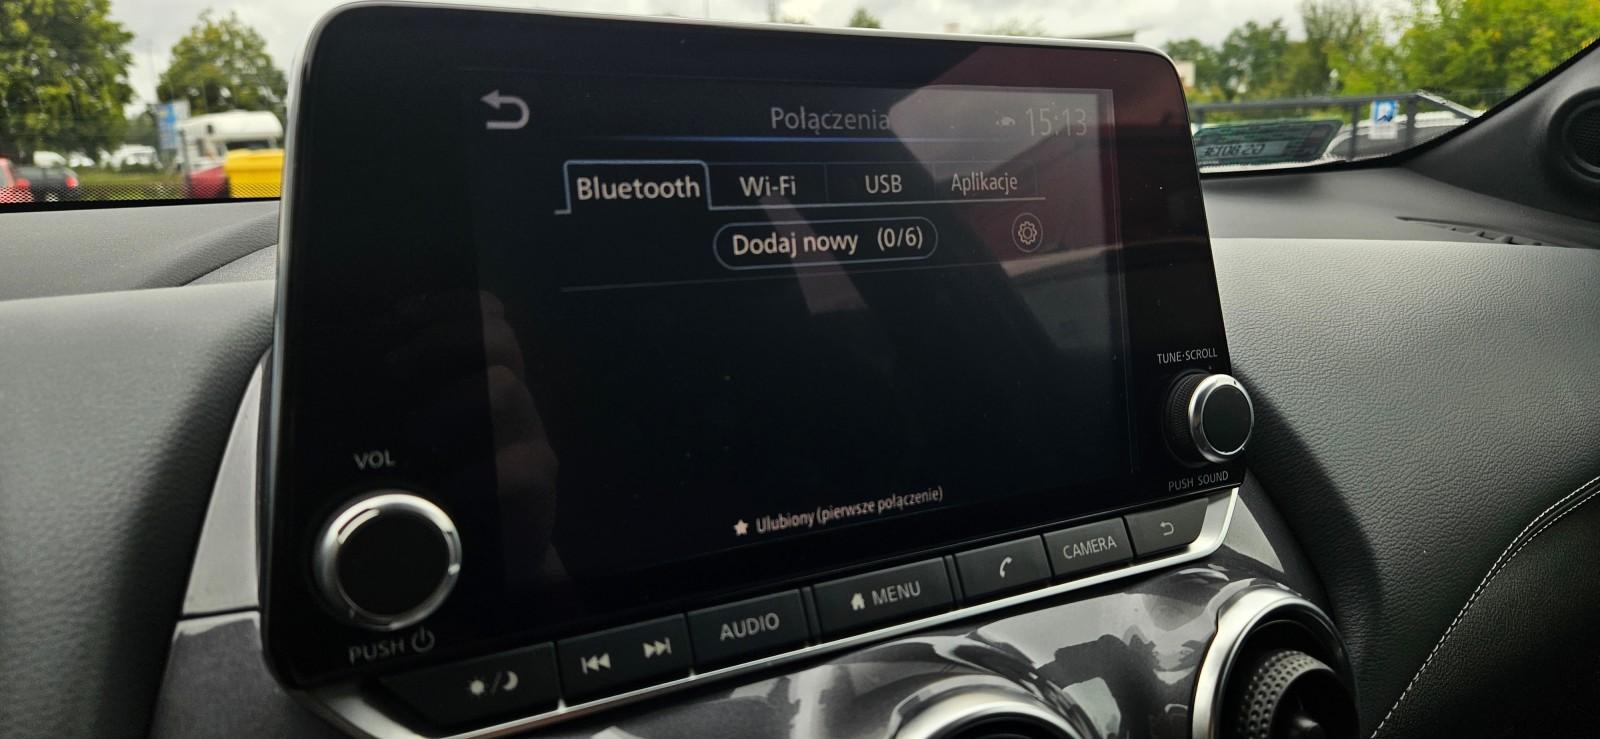 Połączenia 15:13
Bluetooth Wi-Fi USB Aplikacje
Dodaj nowy (0/6)
★ Ulubiony (pierwsze połączenie)
VOL
PUSH
TUNE·SCROLL
PUSH SOUND
AUDIO
MENU
CAMERA